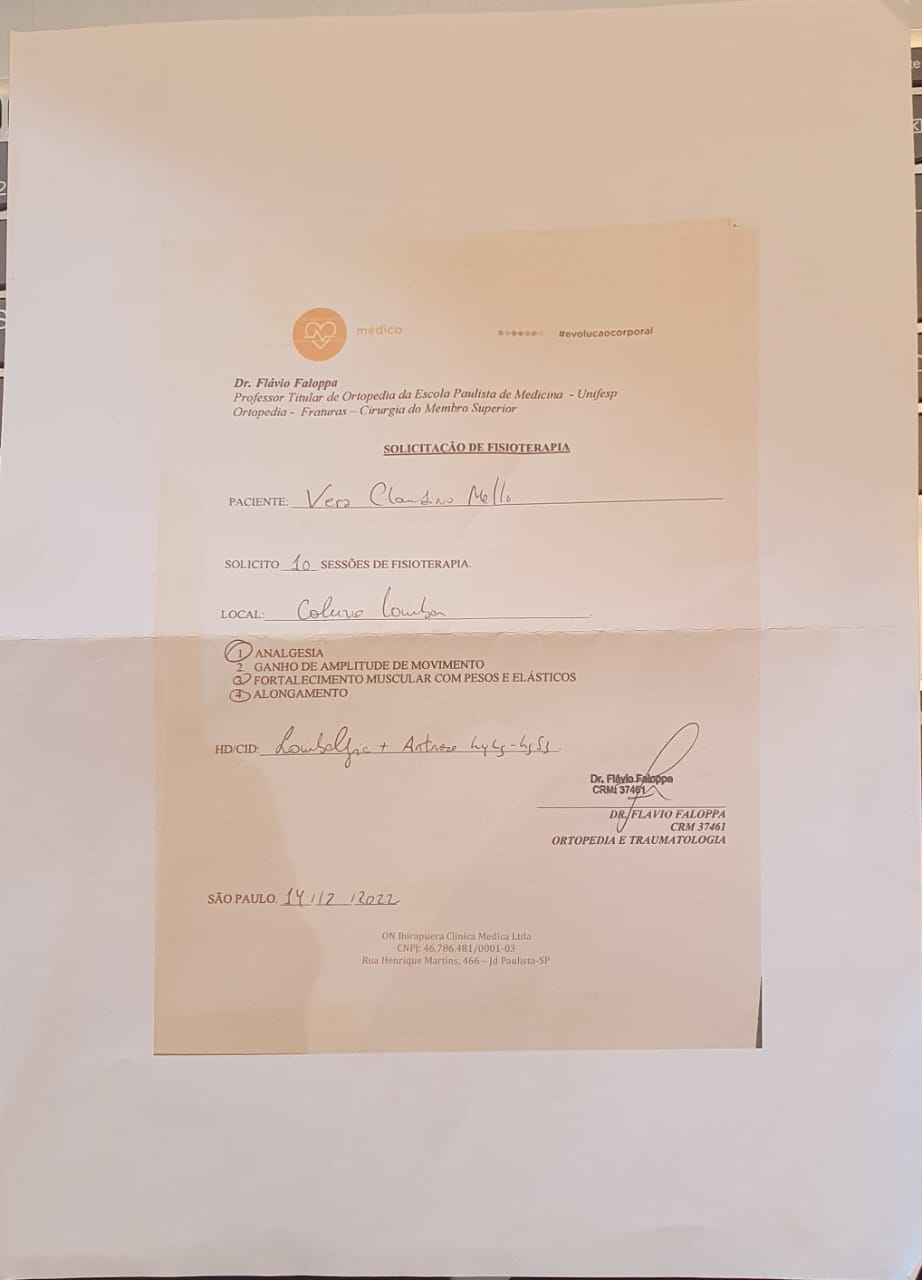 médico
#evolucaocorporal
Dr. Flávio Faloppa
Professor Titular de Ortopedia da Escola Paulista de Medicina - Unifesp
Ortopedia - Fraturas – Cirurgia do Membro Superior
SOLICITAÇÃO DE FISIOTERAPIA
PACIENTE: Vera Claudino Mello
SOLICITO 10 SESSÕES DE FISIOTERAPIA.
LOCAL: Coluna lombar
1. ANALGESIA
2. GANHO DE AMPLITUDE DE MOVIMENTO
3. FORTALECIMENTO MUSCULAR COM PESOS E ELÁSTICOS
4. ALONGAMENTO
HD/CID: Lombalgia + Artrose L4L5-L5S1
Dr. Flávio Faloppa
CRM: 37461
DR. FLAVIO FALOPPA
CRM 37461
ORTOPEDIA E TRAUMATOLOGIA
SÃO PAULO, 14/12/2022
ON Ibirapuera Clinica Medica Ltda
CNPJ: 46.786.481/0001-03
Rua Henrique Martins, 466 – Jd Paulista-SP